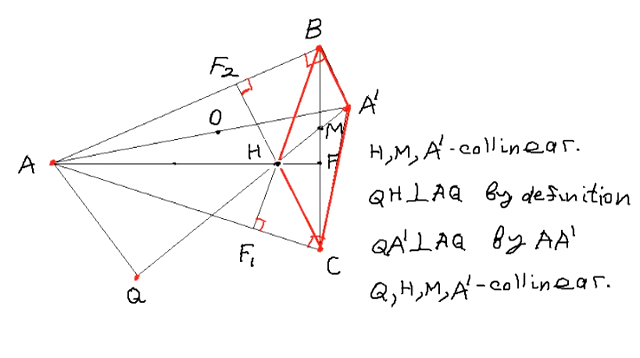 B
F₂
A'
O
M
H
A
F
H,M,A'-collinear.
QH⊥AQ by definition
F₁
QA'⊥AQ by AA'
C
Q
Q,H,M,A'-collinear.